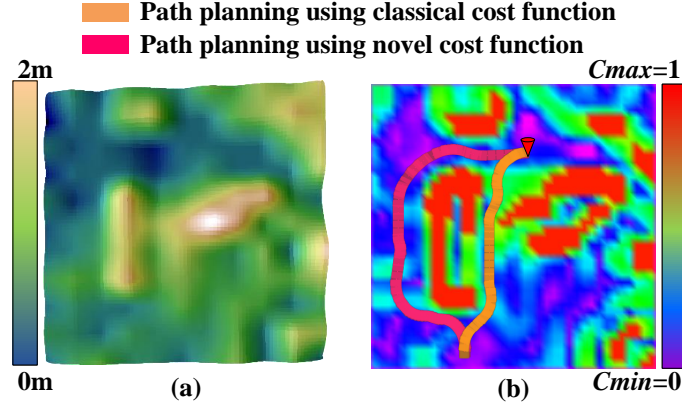 Path planning using classical cost function
Path planning using novel cost function
2m
Cmax=1
0m
(a)
(b)
Cmin=0